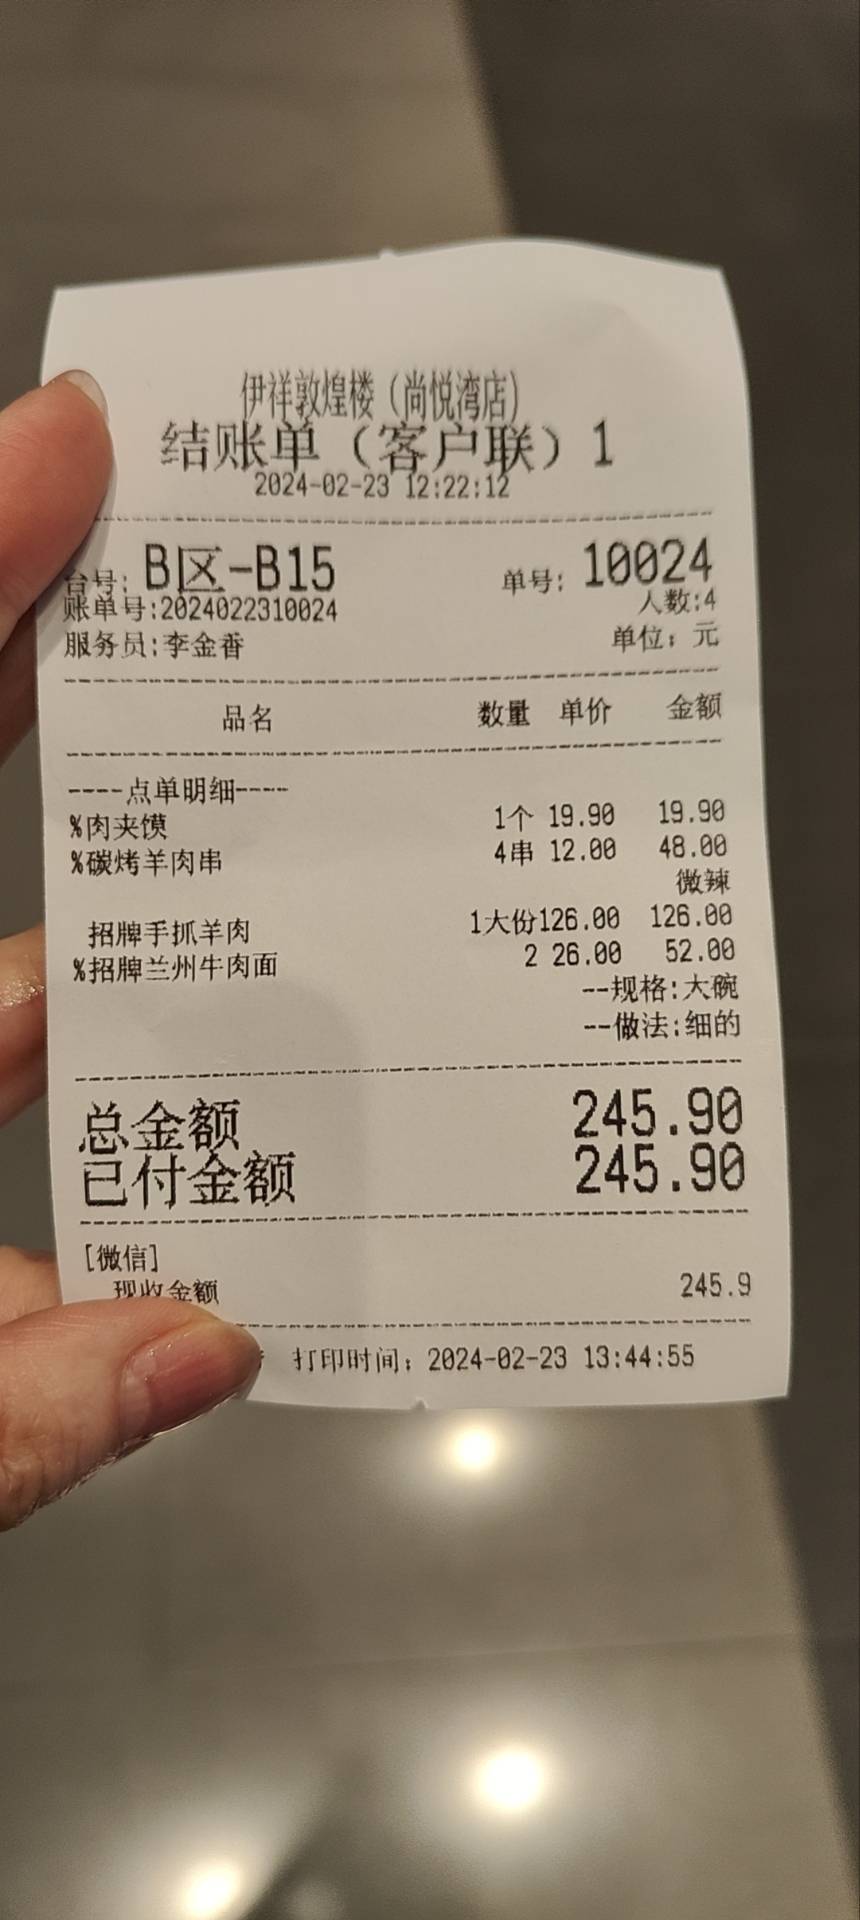 伊祥敦煌楼（尚悦湾店）
结账单（客户联）1
2024-02-23 12:22:12
台号: B区-B15 单号: 10024
账单号:2024022310024 人数:4
服务员:李金香 单位: 元
品名 数量 单价 金额
----点单明细----
%肉夹馍 1个 19.90 19.90
%碳烤羊肉串 4串 12.00 48.00
微辣
招牌手抓羊肉 1大份126.00 126.00
%招牌兰州牛肉面 2 26.00 52.00
--规格:大碗
--做法:细的
总金额 245.90
已付金额 245.90
[微信]
现收金额 245.9
打印时间: 2024-02-23 13:44:55